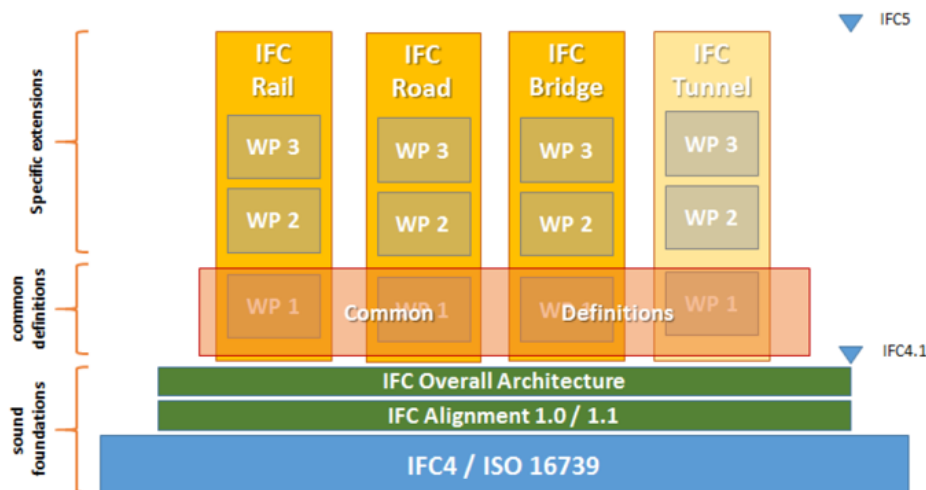 IFC5
IFC Rail
IFC Road
IFC Bridge
IFC Tunnel
Specific extensions
WP 3
WP 3
WP 3
WP 3
WP 2
WP 2
WP 2
WP 2
common definitions
WP 1
WP 1
WP 1
WP 1
Common Definitions
IFC4.1
sound foundations
IFC Overall Architecture
IFC Alignment 1.0 / 1.1
IFC4 / ISO 16739